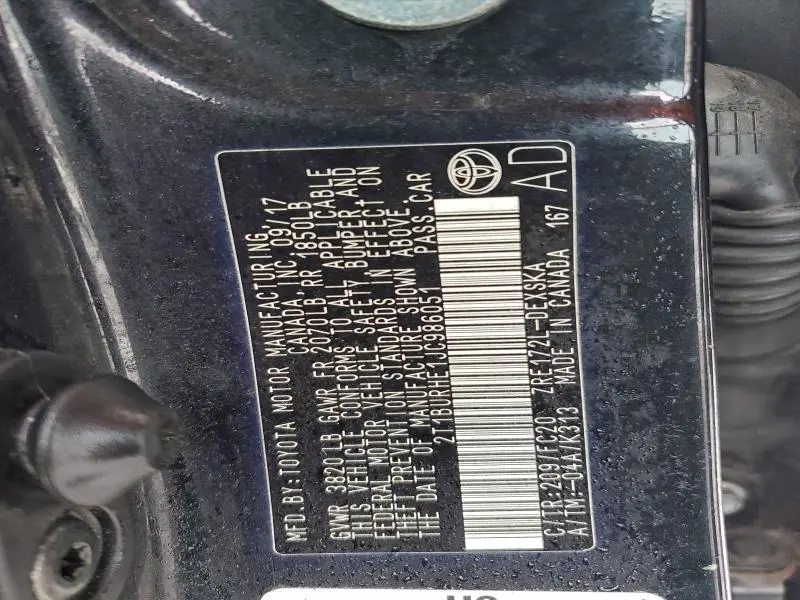 MFD.BY:TOYOTA MOTOR MANUFACTURING
CANADA, INC. 09/17
GVWR 3820LB GAWR FR 2070LB RR 1850LB
THIS VEHICLE CONFORMS TO ALL APPLICABLE
FEDERAL MOTOR VEHICLE SAFETY, BUMPER, AND
THEFT PREVENTION STANDARDS IN EFFECT ON
THE DATE OF MANUFACTURE SHOWN ABOVE.
2T1BURHE1JC986051 PASS.CAR
C/TR:209/FC20 ZRE172L-DEXSKA
A/TM:-04A/K313 MADE IN CANADA 167
AD